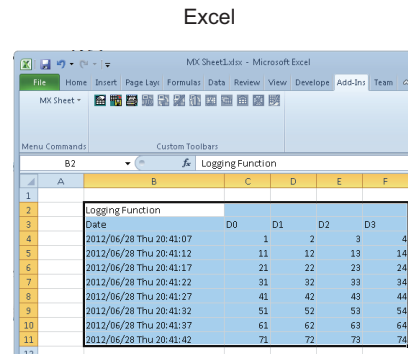 Excel
MX Sheet1.xlsx - Microsoft Excel
File Home Insert Page Layı Formulas Data Review View Develope Add-Ins Team
MX Sheet
Menu Commands Custom Toolbars
B2 fx Logging Function
A B C D E F
1
2 Logging Function
3 Date D0 D1 D2 D3
4 2012/06/28 Thu 20:41:07 1 2 3 4
5 2012/06/28 Thu 20:41:12 11 12 13 14
6 2012/06/28 Thu 20:41:17 21 22 23 24
7 2012/06/28 Thu 20:41:22 31 32 33 34
8 2012/06/28 Thu 20:41:27 41 42 43 44
9 2012/06/28 Thu 20:41:32 51 52 53 54
10 2012/06/28 Thu 20:41:37 61 62 63 64
11 2012/06/28 Thu 20:41:42 71 72 73 74